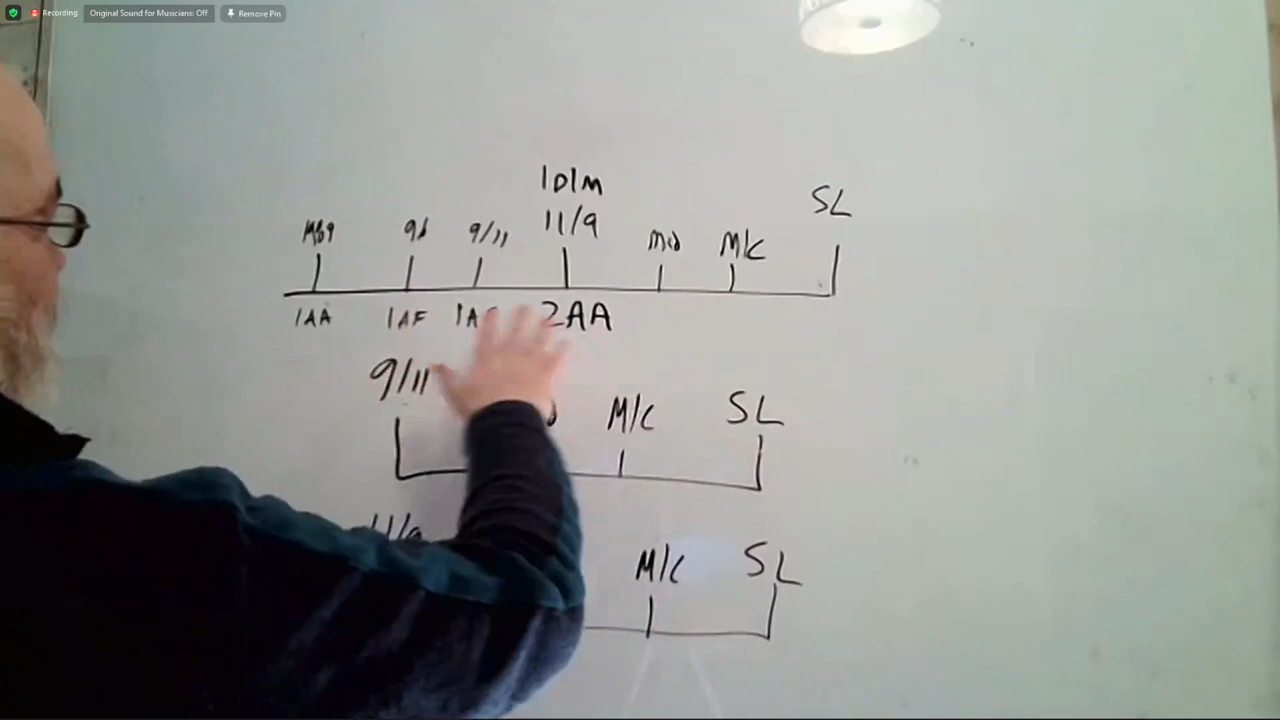 Recording Original Sound for Musicians: Off Remove Pin
1D1M
SL
9/11 11/9 M/C
1AA 1AF 2AA
9/11
M/C SL
M/C SL